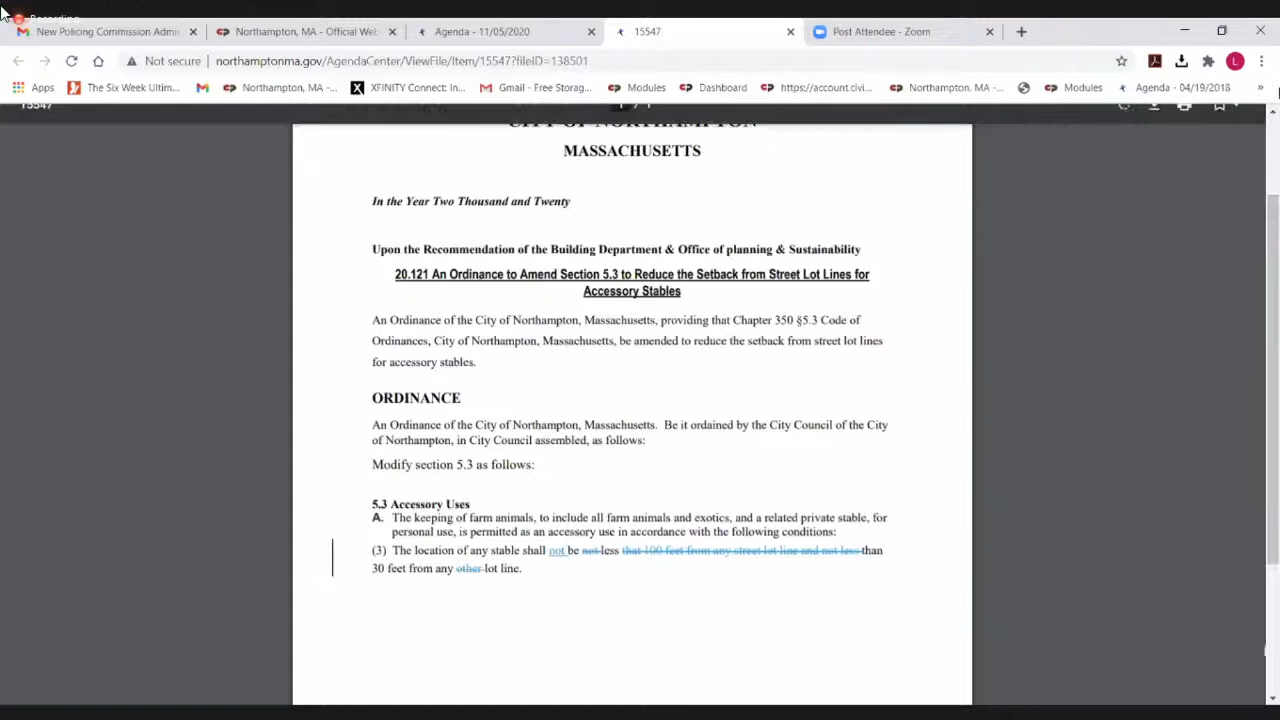 Recording
New Policing Commission Admi
Northampton, MA - Official Web
Agenda - 11/05/2020
15547
Post Attendee - Zoom
Not secure | northamptonma.gov/AgendaCenter/ViewFile/Item/15547?fileID=138501
Apps
The Six Week Ultim...
Northampton, MA -...
XFINITY Connect: In...
Gmail - Free Storag...
Modules
Dashboard
https://account.civi...
Northampton, MA -...
Modules
Agenda - 04/19/2018
»
15547
CITY OF NORTHAMPTON
MASSACHUSETTS
In the Year Two Thousand and Twenty
Upon the Recommendation of the Building Department & Office of planning & Sustainability
20.121 An Ordinance to Amend Section 5.3 to Reduce the Setback from Street Lot Lines for
Accessory Stables
An Ordinance of the City of Northampton, Massachusetts, providing that Chapter 350 §5.3 Code of
Ordinances, City of Northampton, Massachusetts, be amended to reduce the setback from street lot lines
for accessory stables.
ORDINANCE
An Ordinance of the City of Northampton, Massachusetts. Be it ordained by the City Council of the City
of Northampton, in City Council assembled, as follows:
Modify section 5.3 as follows:
5.3 Accessory Uses
A. The keeping of farm animals, to include all farm animals and exotics, and a related private stable, for
personal use, is permitted as an accessory use in accordance with the following conditions:
(3) The location of any stable shall not be not less that 100 feet from any street lot line and not less than
30 feet from any other lot line.